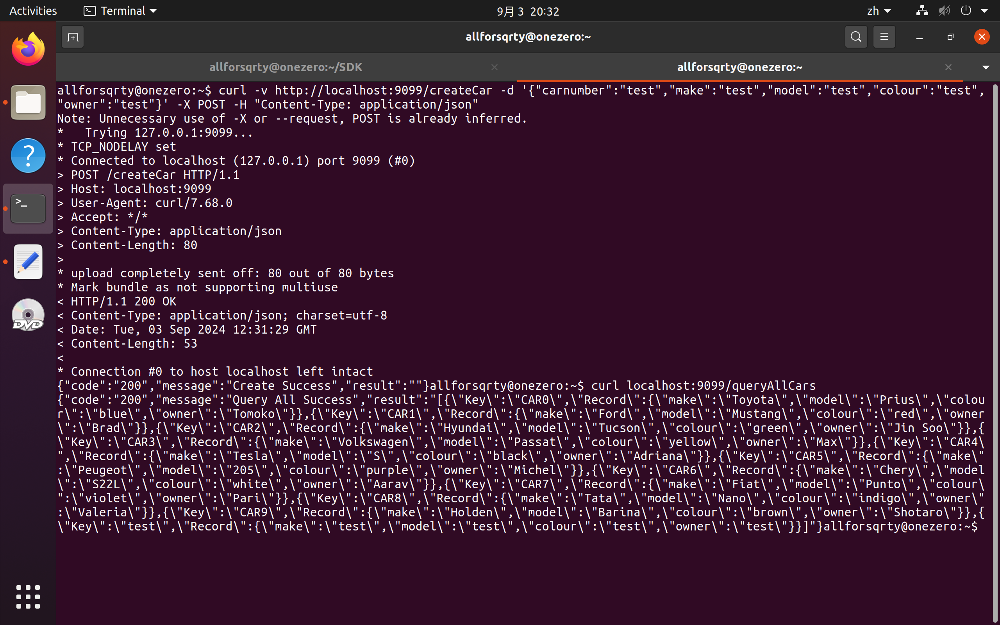 Activities Terminal 9月 3 20:32 zh
allforsqrty@onezero:~
allforsqrty@onezero:~/SDK allforsqrty@onezero:~
allforsqrty@onezero:~$ curl -v http://localhost:9099/createCar -d '{"carnumber":"test","make":"test","model":"test","colour":"test",
"owner":"test"}' -X POST -H "Content-Type: application/json"
Note: Unnecessary use of -X or --request, POST is already inferred.
*   Trying 127.0.0.1:9099...
* TCP_NODELAY set
* Connected to localhost (127.0.0.1) port 9099 (#0)
> POST /createCar HTTP/1.1
> Host: localhost:9099
> User-Agent: curl/7.68.0
> Accept: */*
> Content-Type: application/json
> Content-Length: 80
>
* upload completely sent off: 80 out of 80 bytes
* Mark bundle as not supporting multiuse
< HTTP/1.1 200 OK
< Content-Type: application/json; charset=utf-8
< Date: Tue, 03 Sep 2024 12:31:29 GMT
< Content-Length: 53
<
* Connection #0 to host localhost left intact
{"code":"200","message":"Create Success","result":""}allforsqrty@onezero:~$ curl localhost:9099/queryAllCars
{"code":"200","message":"Query All Success","result":"[{\"Key\":\"CAR0\",\"Record\":{\"make\":\"Toyota\",\"model\":\"Prius\",\"colou
r\":\"blue\",\"owner\":\"Tomoko\"}},{\"Key\":\"CAR1\",\"Record\":{\"make\":\"Ford\",\"model\":\"Mustang\",\"colour\":\"red\",\"owner
\":\"Brad\"}},{\"Key\":\"CAR2\",\"Record\":{\"make\":\"Hyundai\",\"model\":\"Tucson\",\"colour\":\"green\",\"owner\":\"Jin Soo\"}},{
\"Key\":\"CAR3\",\"Record\":{\"make\":\"Volkswagen\",\"model\":\"Passat\",\"colour\":\"yellow\",\"owner\":\"Max\"}},{\"Key\":\"CAR4\
",\"Record\":{\"make\":\"Tesla\",\"model\":\"S\",\"colour\":\"black\",\"owner\":\"Adriana\"}},{\"Key\":\"CAR5\",\"Record\":{\"make\"
:\"Peugeot\",\"model\":\"205\",\"colour\":\"purple\",\"owner\":\"Michel\"}},{\"Key\":\"CAR6\",\"Record\":{\"make\":\"Chery\",\"model
\":\"S22L\",\"colour\":\"white\",\"owner\":\"Aarav\"}},{\"Key\":\"CAR7\",\"Record\":{\"make\":\"Fiat\",\"model\":\"Punto\",\"colour\
":\"violet\",\"owner\":\"Pari\"}},{\"Key\":\"CAR8\",\"Record\":{\"make\":\"Tata\",\"model\":\"Nano\",\"colour\":\"indigo\",\"owner\"
:\"Valeria\"}},{\"Key\":\"CAR9\",\"Record\":{\"make\":\"Holden\",\"model\":\"Barina\",\"colour\":\"brown\",\"owner\":\"Shotaro\"}},{
\"Key\":\"test\",\"Record\":{\"make\":\"test\",\"model\":\"test\",\"colour\":\"test\",\"owner\":\"test\"}}]"}allforsqrty@onezero:~$
DVD